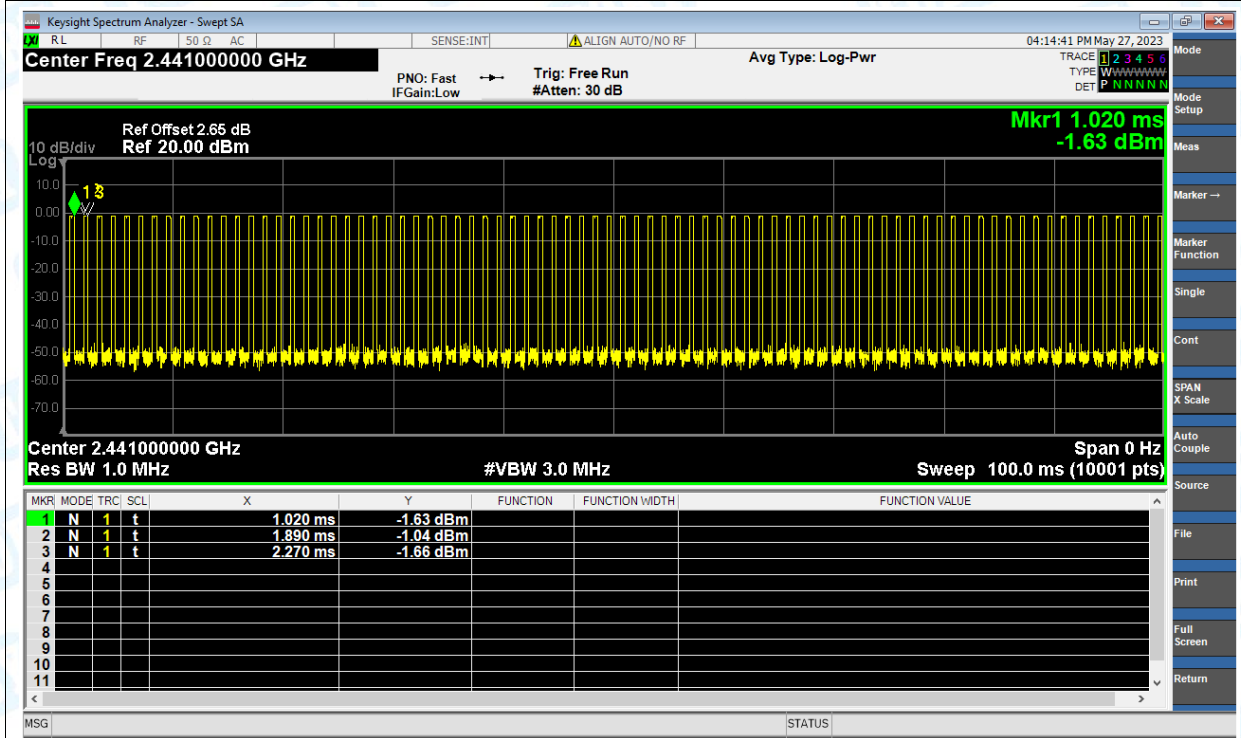 Keysight Spectrum Analyzer - Swept SA
LXI RL RF 50 Ω AC SENSE:INT ALIGN AUTO/NO RF 04:14:41 PM May 27, 2023
Center Freq 2.441000000 GHz
PNO: Fast
IFGain:Low
Trig: Free Run
#Atten: 30 dB
Avg Type: Log-Pwr
TRACE 1 2 3 4 5 6
TYPE WWWWWW
DET P N N N N N
Mkr1 1.020 ms
-1.63 dBm
Ref Offset 2.65 dB
10 dB/div Ref 20.00 dBm
Log
10.0
0.00
-10.0
-20.0
-30.0
-40.0
-50.0
-60.0
-70.0
1 3
Center 2.441000000 GHz Span 0 Hz
Res BW 1.0 MHz #VBW 3.0 MHz Sweep 100.0 ms (10001 pts)
MKR MODE TRC SCL X Y FUNCTION FUNCTION WIDTH FUNCTION VALUE
1 N 1 t 1.020 ms -1.63 dBm
2 N 1 t 1.890 ms -1.04 dBm
3 N 1 t 2.270 ms -1.66 dBm
4
5
6
7
8
9
10
11
MSG STATUS
Mode
Mode
Setup
Meas
Marker →
Marker
Function
Single
Cont
SPAN
X Scale
Auto
Couple
Source
File
Print
Full
Screen
Return